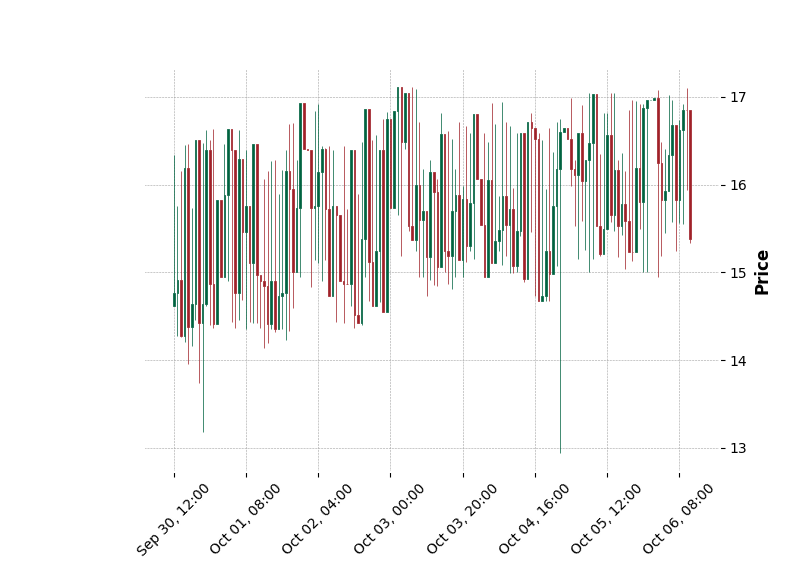 17
16
15
14
13
Price
Sep 30, 12:00
Oct 01, 08:00
Oct 02, 04:00
Oct 03, 00:00
Oct 03, 20:00
Oct 04, 16:00
Oct 05, 12:00
Oct 06, 08:00